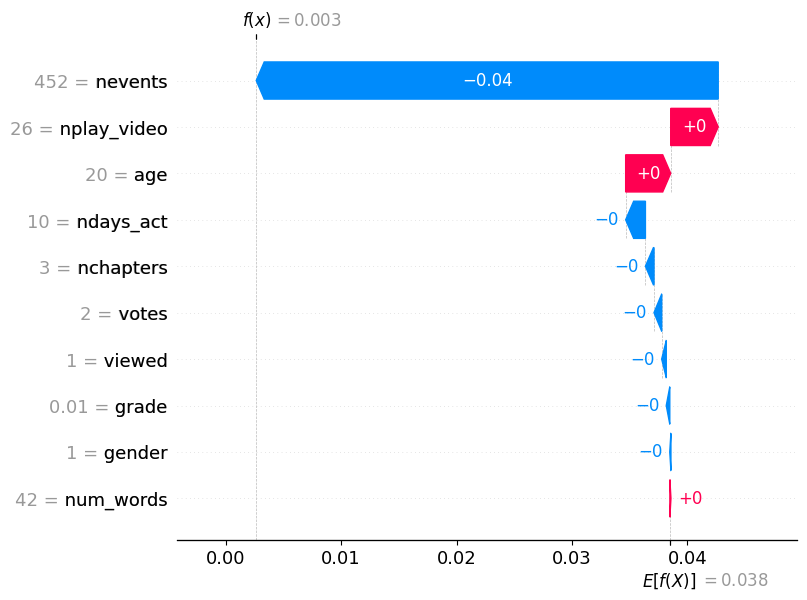 f(x) = 0.003
452 = nevents
−0.04
26 = nplay_video
+0
20 = age
+0
10 = ndays_act
−0
3 = nchapters
−0
2 = votes
−0
1 = viewed
−0
0.01 = grade
−0
1 = gender
−0
42 = num_words
+0
0.00 0.01 0.02 0.03 0.04
E[f(X)] = 0.038